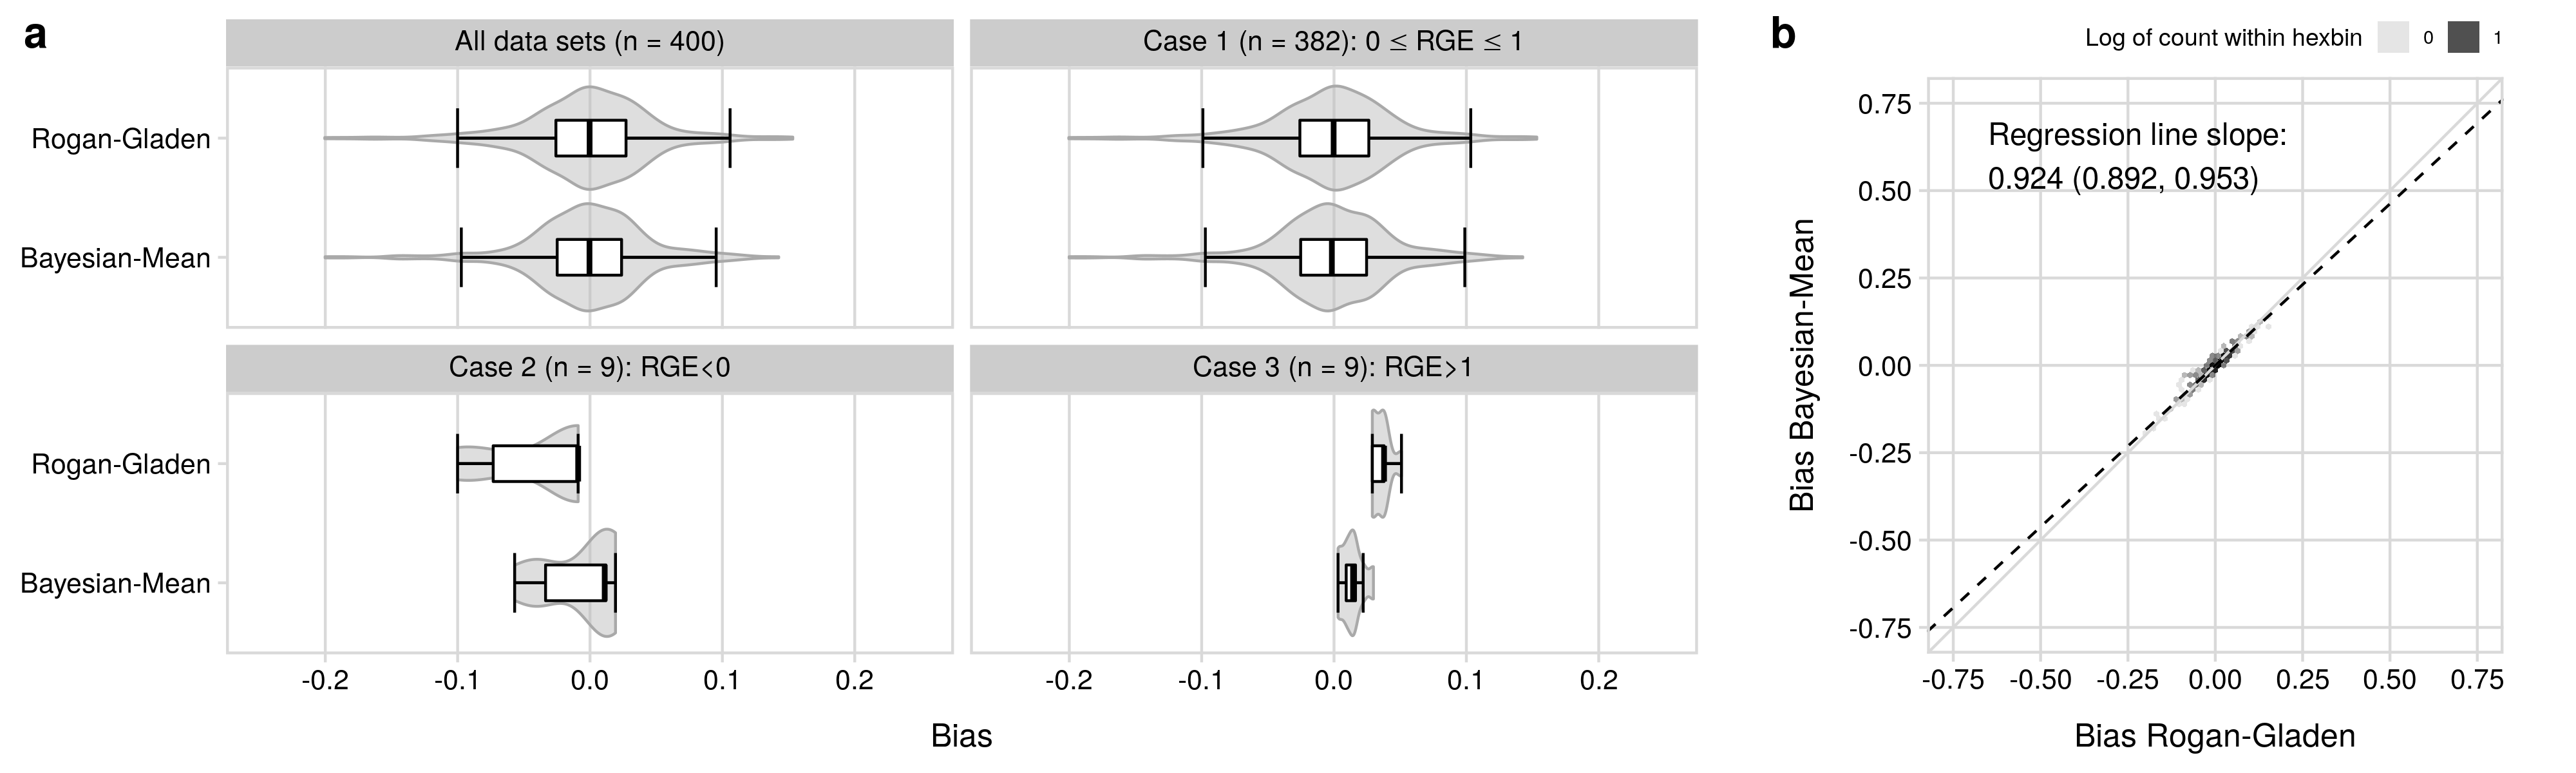 a
All data sets (n = 400)
Case 1 (n = 382): 0 ≤ RGE ≤ 1
Rogan-Gladen
Bayesian-Mean
Case 2 (n = 9): RGE<0
Case 3 (n = 9): RGE>1
Rogan-Gladen
Bayesian-Mean
-0.2 -0.1 0.0 0.1 0.2
-0.2 -0.1 0.0 0.1 0.2
Bias
b
Log of count within hexbin 0 1
Regression line slope:
0.924 (0.892, 0.953)
Bias Bayesian-Mean
0.75
0.50
0.25
0.00
-0.25
-0.50
-0.75
-0.75 -0.50 -0.25 0.00 0.25 0.50 0.75
Bias Rogan-Gladen